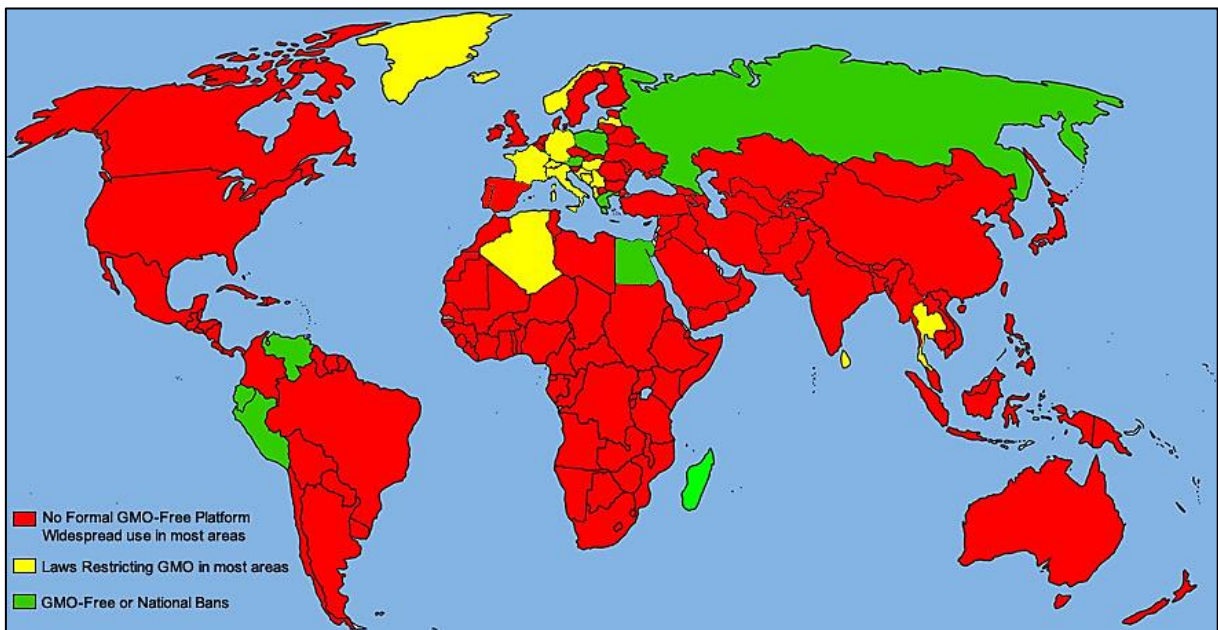 No Formal GMO-Free Platform
Widespread use in most areas
Laws Restricting GMO in most areas
GMO-Free or National Bans